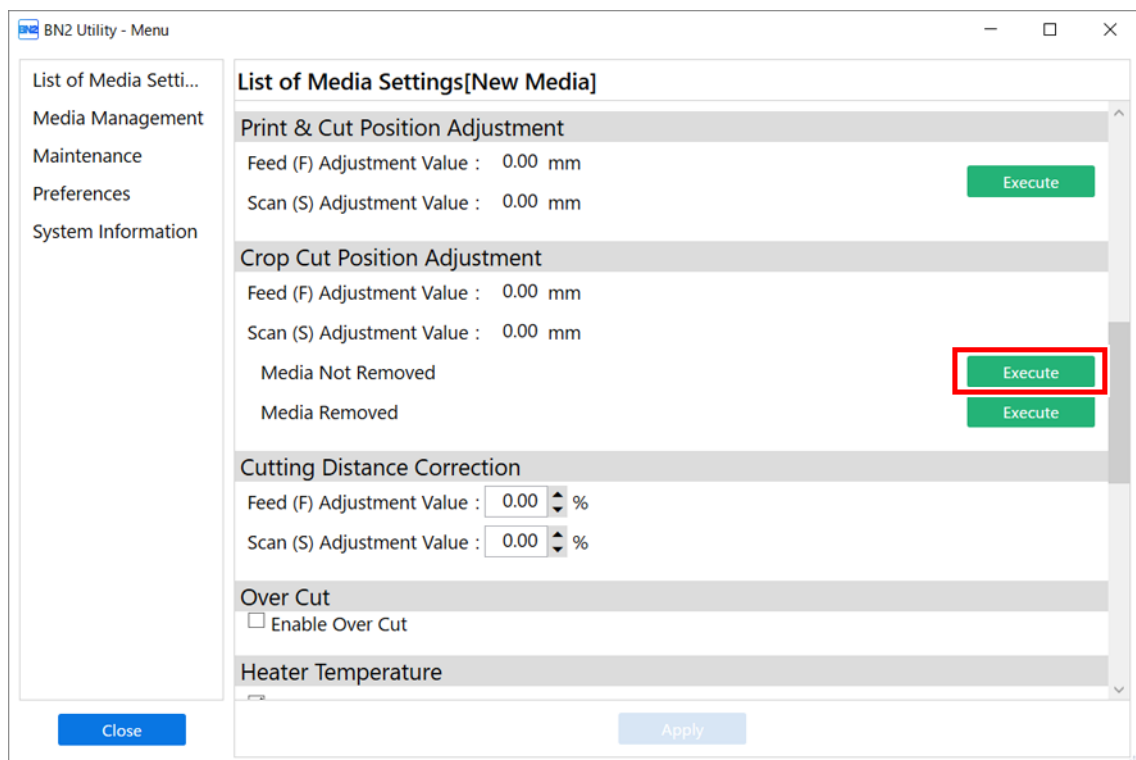 BN2 BN2 Utility - Menu
List of Media Setti...
Media Management
Maintenance
Preferences
System Information
List of Media Settings[New Media]
Print & Cut Position Adjustment
Feed (F) Adjustment Value : 0.00 mm
Execute
Scan (S) Adjustment Value : 0.00 mm
Crop Cut Position Adjustment
Feed (F) Adjustment Value : 0.00 mm
Scan (S) Adjustment Value : 0.00 mm
Media Not Removed Execute
Media Removed Execute
Cutting Distance Correction
Feed (F) Adjustment Value : 0.00 %
Scan (S) Adjustment Value : 0.00 %
Over Cut
Enable Over Cut
Heater Temperature
Close
Apply